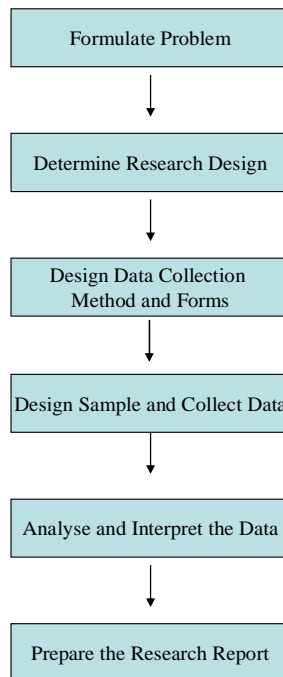 Formulate Problem
Determine Research Design
Design Data Collection
Method and Forms
Design Sample and Collect Data
Analyse and Interpret the Data
Prepare the Research Report